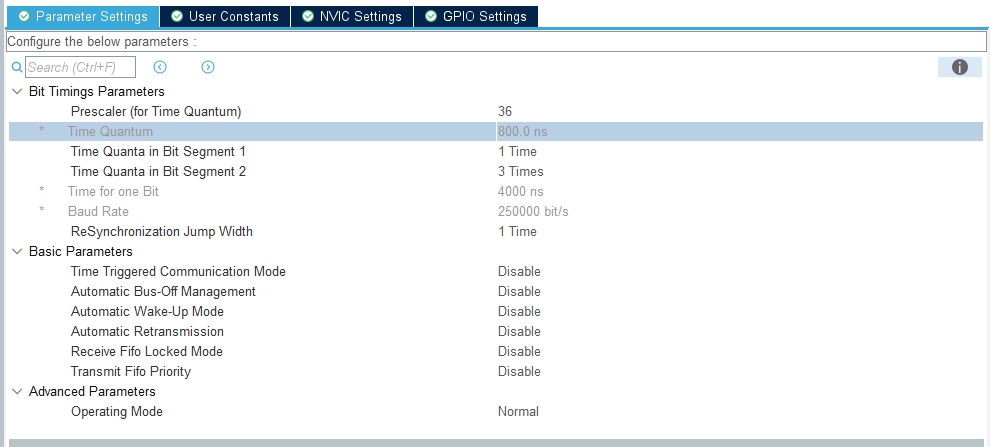 Parameter Settings User Constants NVIC Settings GPIO Settings
Configure the below parameters :
Search (Ctrl+F)
Bit Timings Parameters
Prescaler (for Time Quantum) 36
* Time Quantum 800.0 ns
Time Quanta in Bit Segment 1 1 Time
Time Quanta in Bit Segment 2 3 Times
* Time for one Bit 4000 ns
* Baud Rate 250000 bit/s
ReSynchronization Jump Width 1 Time
Basic Parameters
Time Triggered Communication Mode Disable
Automatic Bus-Off Management Disable
Automatic Wake-Up Mode Disable
Automatic Retransmission Disable
Receive Fifo Locked Mode Disable
Transmit Fifo Priority Disable
Advanced Parameters
Operating Mode Normal